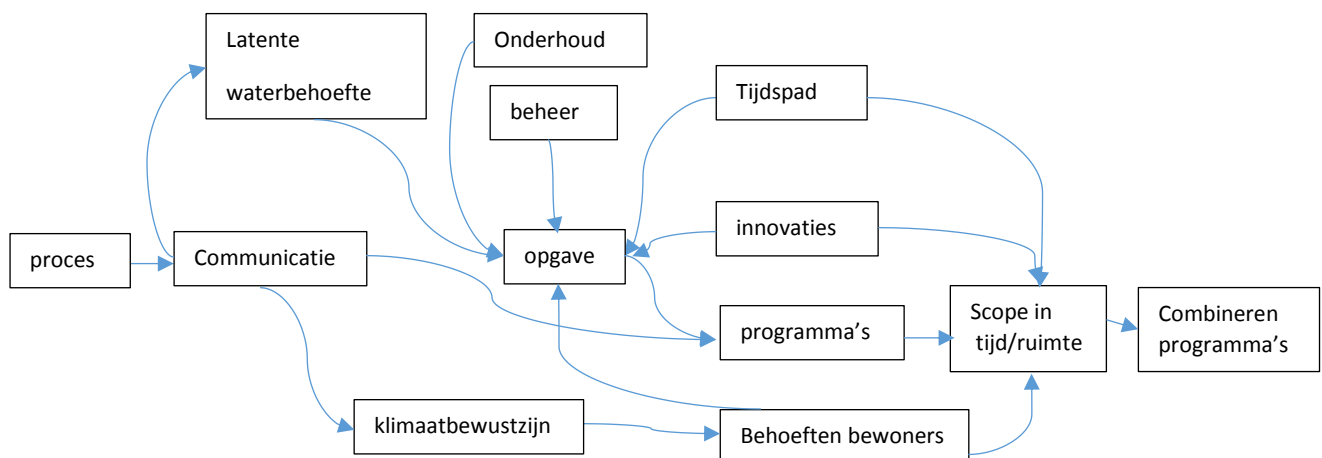 Latente
waterbehoefte
Onderhoud
beheer
Tijdspad
proces
Communicatie
opgave
innovaties
programma's
Scope in
tijd/ruimte
Combineren
programma's
klimaatbewustzijn
Behoeften bewoners